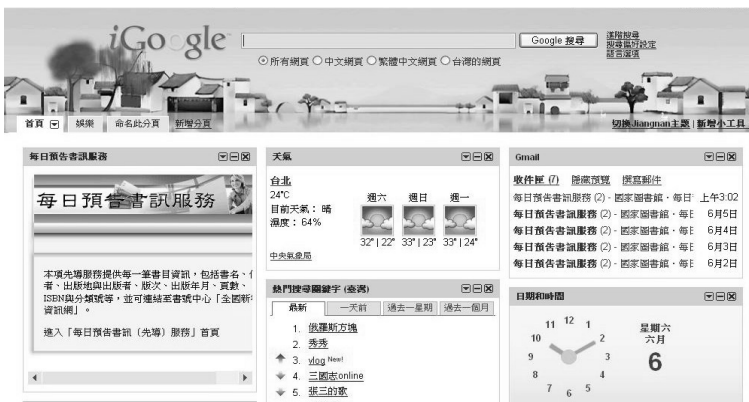 iGoogle
Google 搜尋
進階搜尋
搜尋偏好設定
語言選項
所有網頁 中文網頁 繁體中文網頁 台灣的網頁
首頁 娛樂 命名此分頁 新增分頁
切換Jiangnan主題 | 新增小工具
每日預告書訊服務
每日預告書訊服務
本項先導服務提供每一筆書目資訊,包括書名、
者、出版地與出版者、版次、出版年月、頁數、
ISBN與分類號等,並可連結至書號中心「全國新
資訊網」。
進入「每日預告書訊(先導)服務」首頁
天氣
台北
24°C
目前天氣: 晴
濕度: 64%
週六 週日 週一
32° | 22° 33° | 23° 33° | 24°
中央氣象局
熱門搜尋關鍵字 (臺灣)
最新 一天前 過去一星期 過去一個月
1. 俄羅斯方塊
2. 秀秀
3. vlog New!
4. 三國志online
5. 張三的歌
Gmail
收件匣 (7) 隱藏預覽 撰寫郵件
每日預告書訊服務 (2) - 國家圖書館‧每日 上午3:02
每日預告書訊服務 (2) - 國家圖書館‧每 6月5日
每日預告書訊服務 (2) - 國家圖書館‧每 6月4日
每日預告書訊服務 (2) - 國家圖書館‧每 6月3日
每日預告書訊服務 (2) - 國家圖書館‧每 6月2日
日期和時間
12 1 2 3 4 5 6 7 8 9 10 11
星期六
六月
6